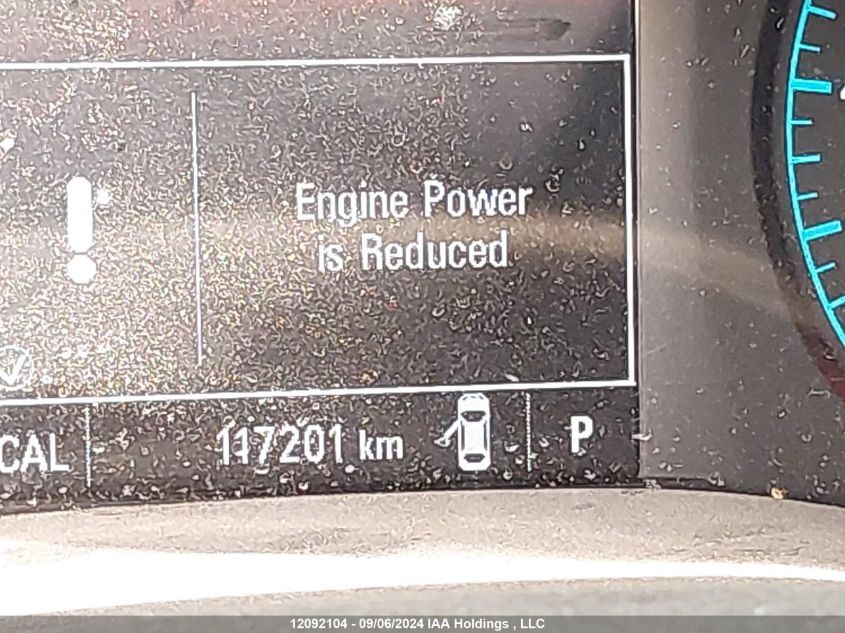 Engine Power
is Reduced
CAL 117201 km P
12092104 - 09/06/2024 IAA Holdings , LLC